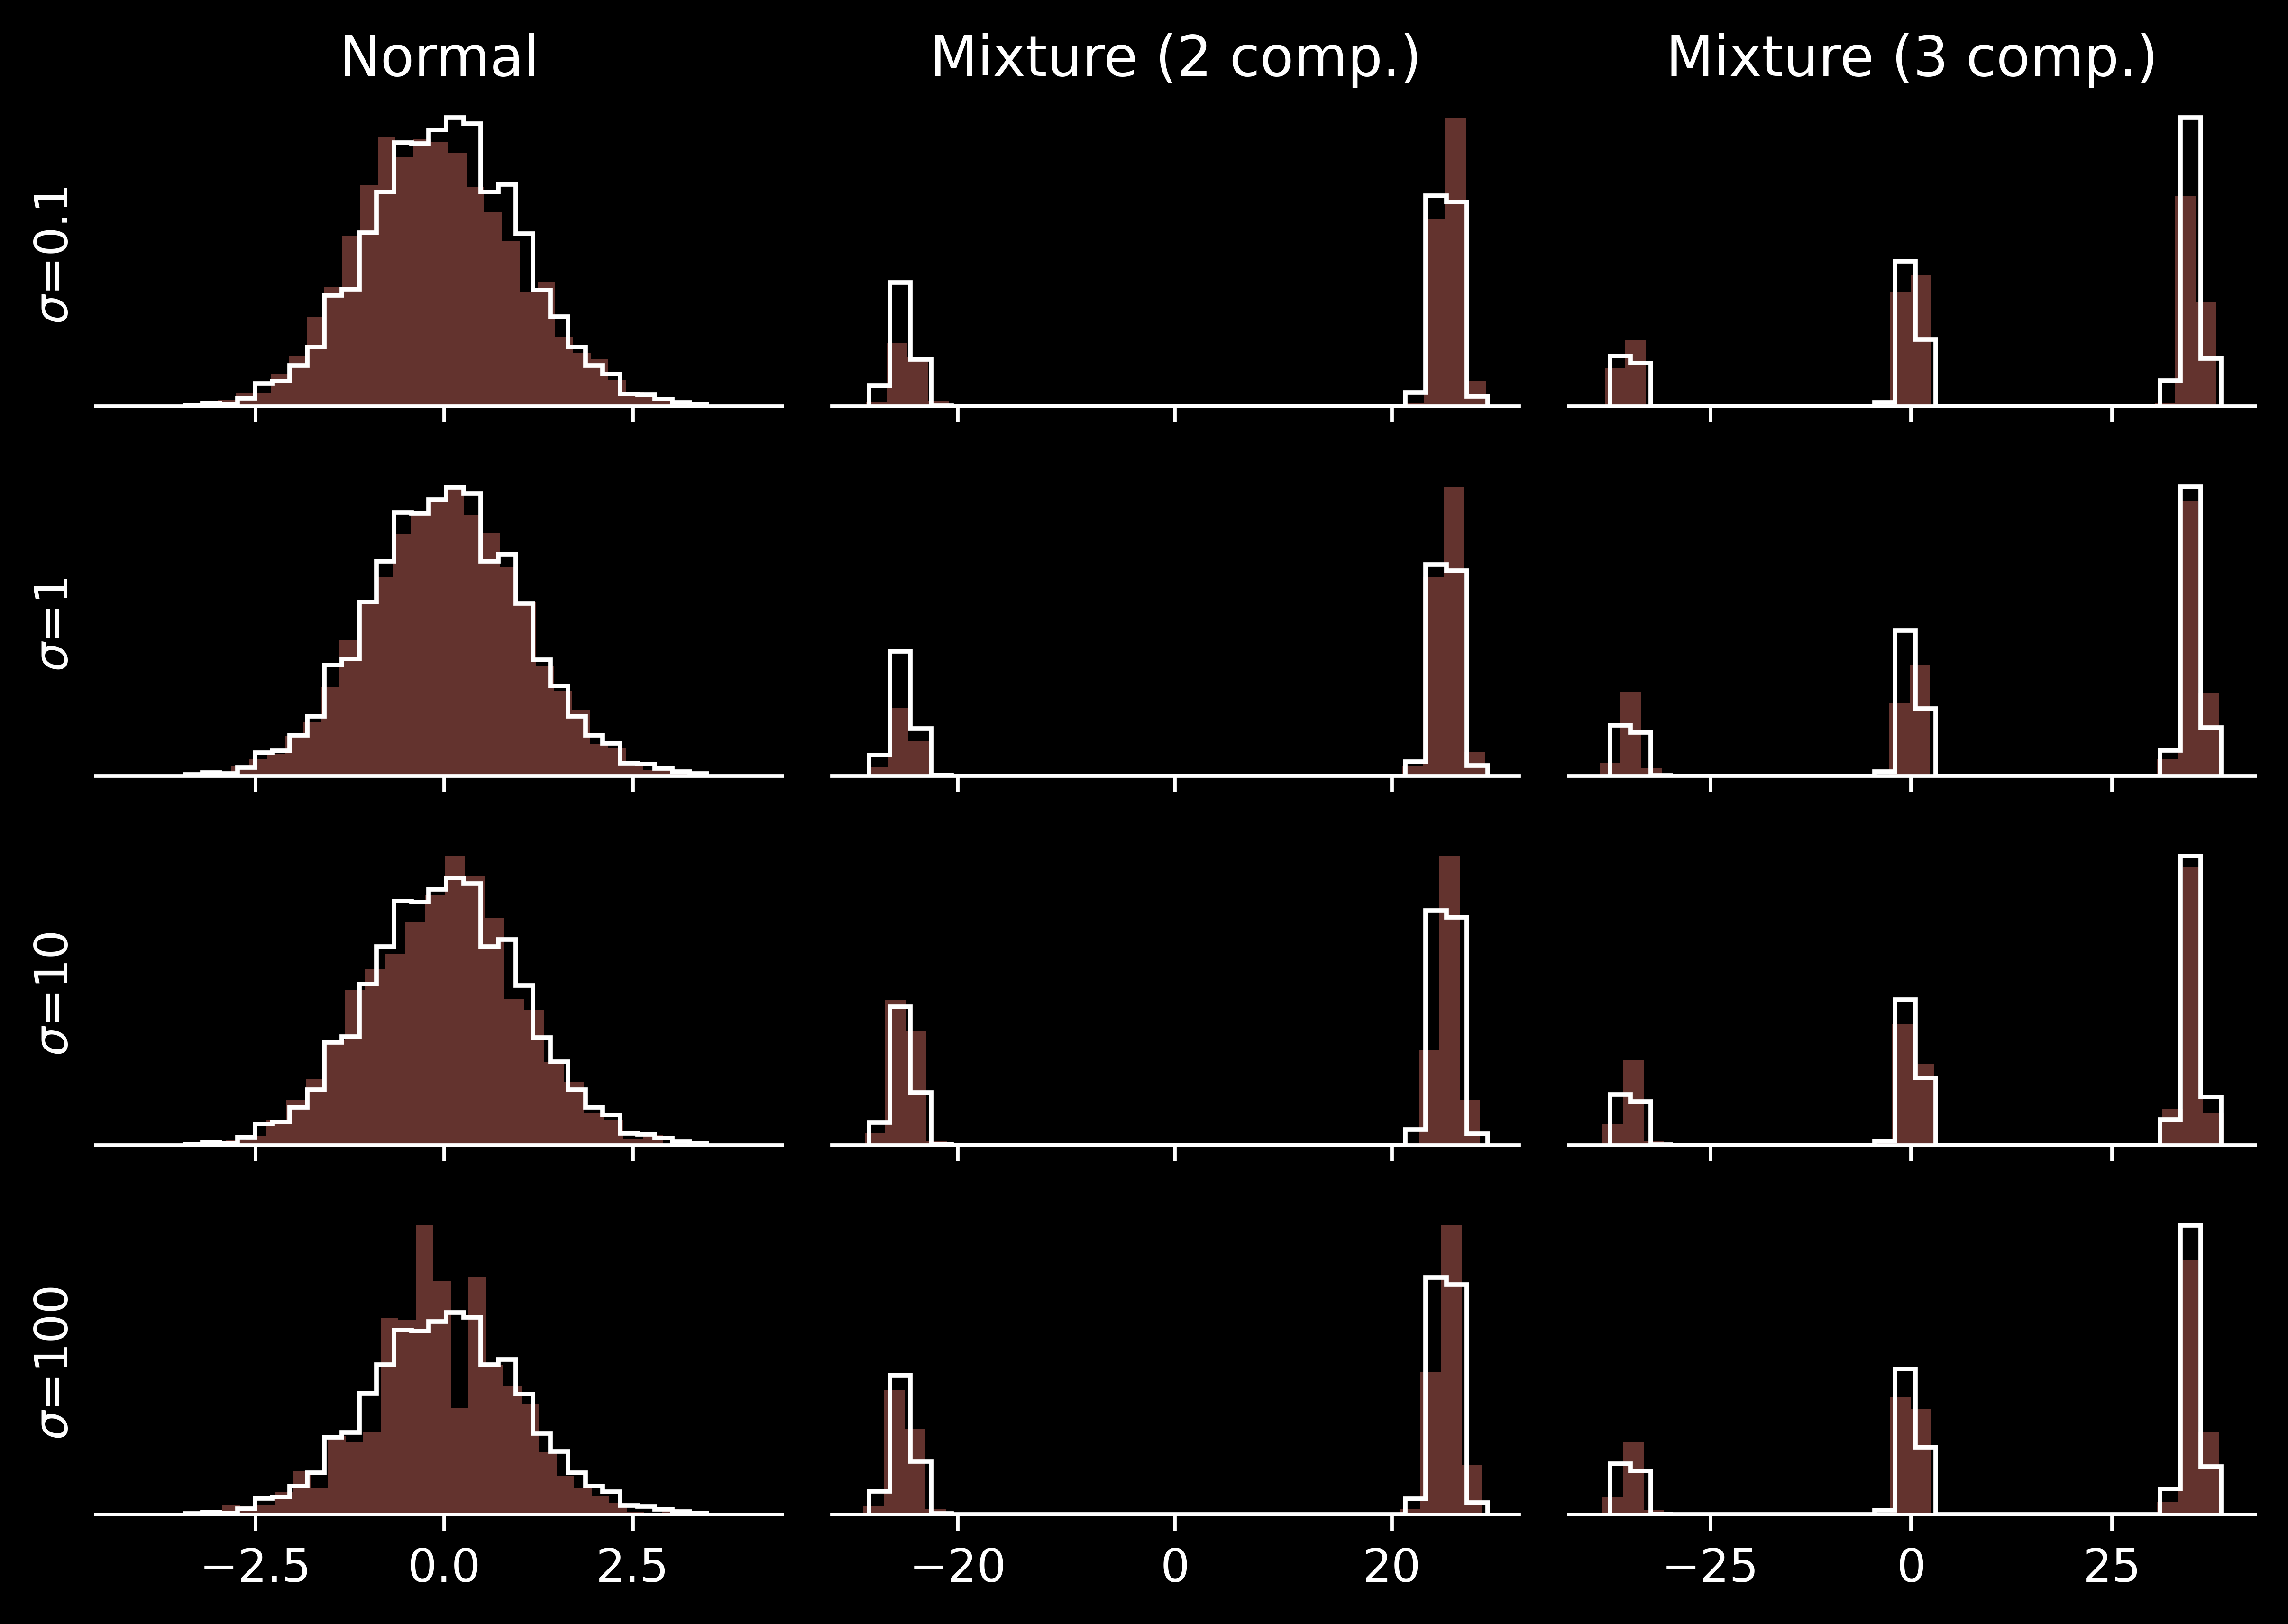 Normal Mixture (2 comp.) Mixture (3 comp.)
σ=0.1
σ=1
σ=10
σ=100
−2.5 0.0 2.5 −20 0 20 −25 0 25